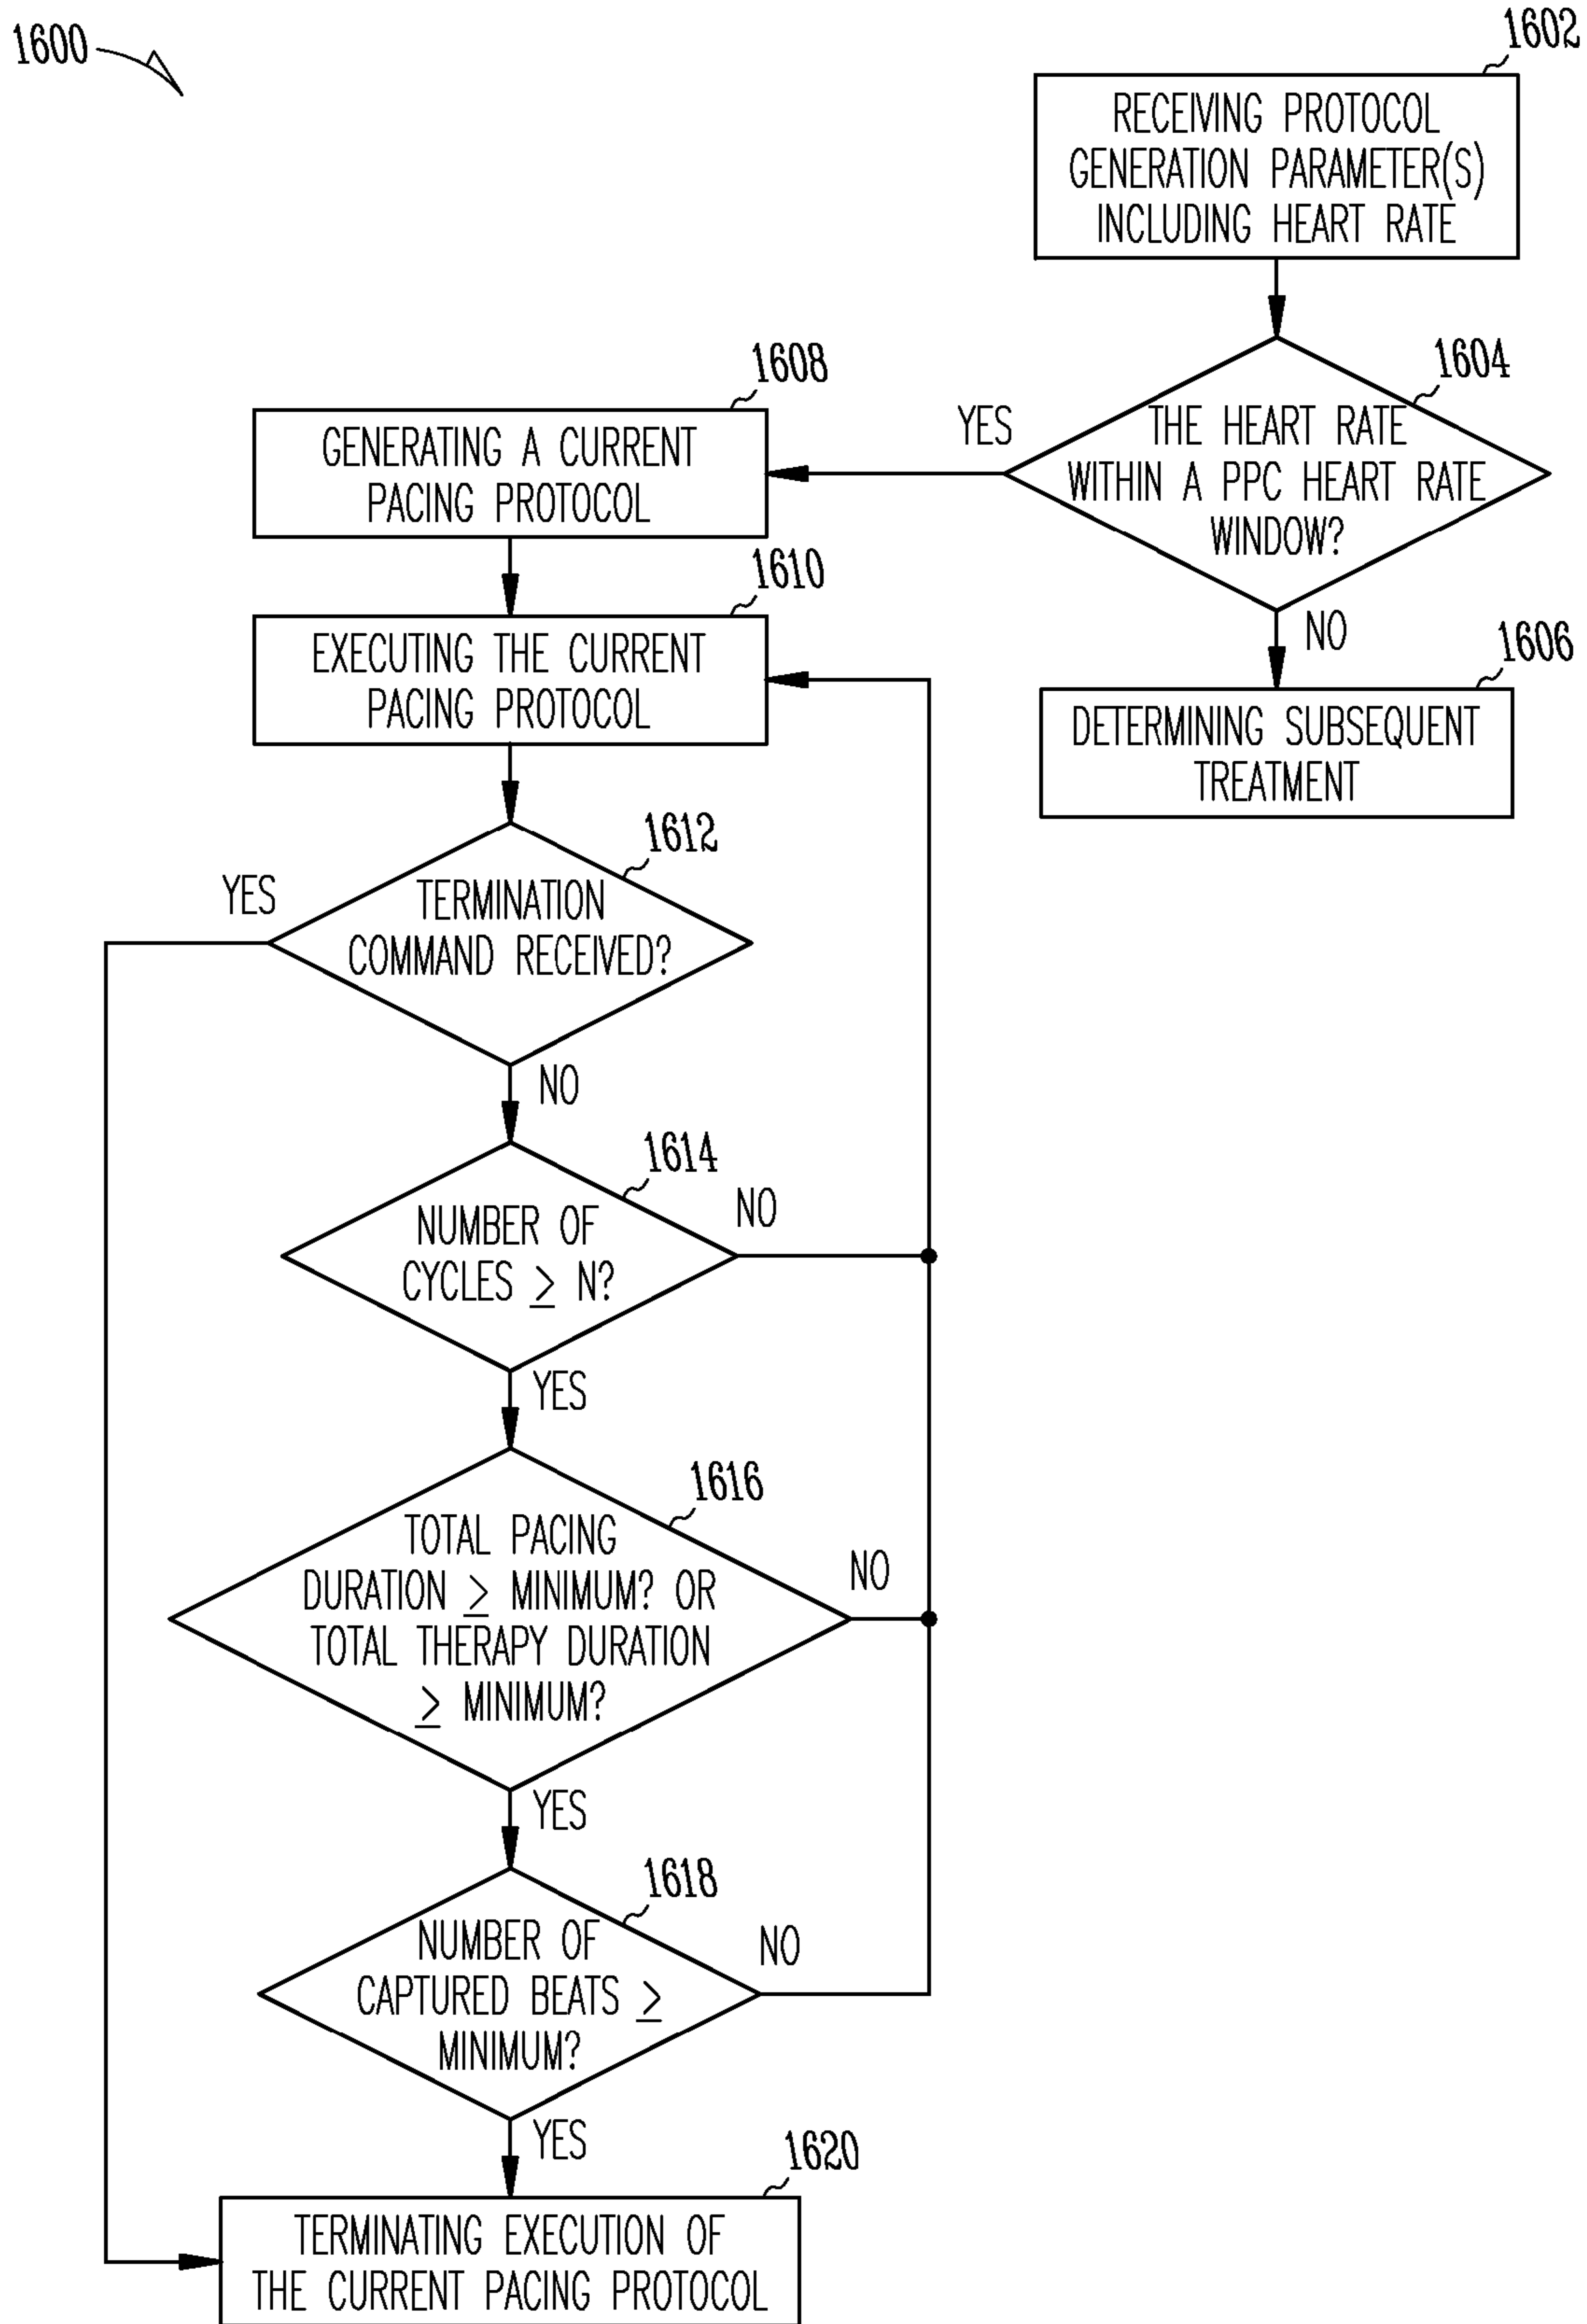 1600
1602
RECEIVING PROTOCOL
GENERATION PARAMETER(S)
INCLUDING HEART RATE
1604
THE HEART RATE
WITHIN A PPC HEART RATE
WINDOW?
YES
NO
1606
DETERMINING SUBSEQUENT
TREATMENT
1608
GENERATING A CURRENT
PACING PROTOCOL
1610
EXECUTING THE CURRENT
PACING PROTOCOL
1612
TERMINATION
COMMAND RECEIVED?
YES
NO
1614
NUMBER OF
CYCLES ≥ N?
NO
YES
1616
TOTAL PACING
DURATION ≥ MINIMUM? OR
TOTAL THERAPY DURATION
≥ MINIMUM?
NO
YES
1618
NUMBER OF
CAPTURED BEATS ≥
MINIMUM?
NO
YES
1620
TERMINATING EXECUTION OF
THE CURRENT PACING PROTOCOL